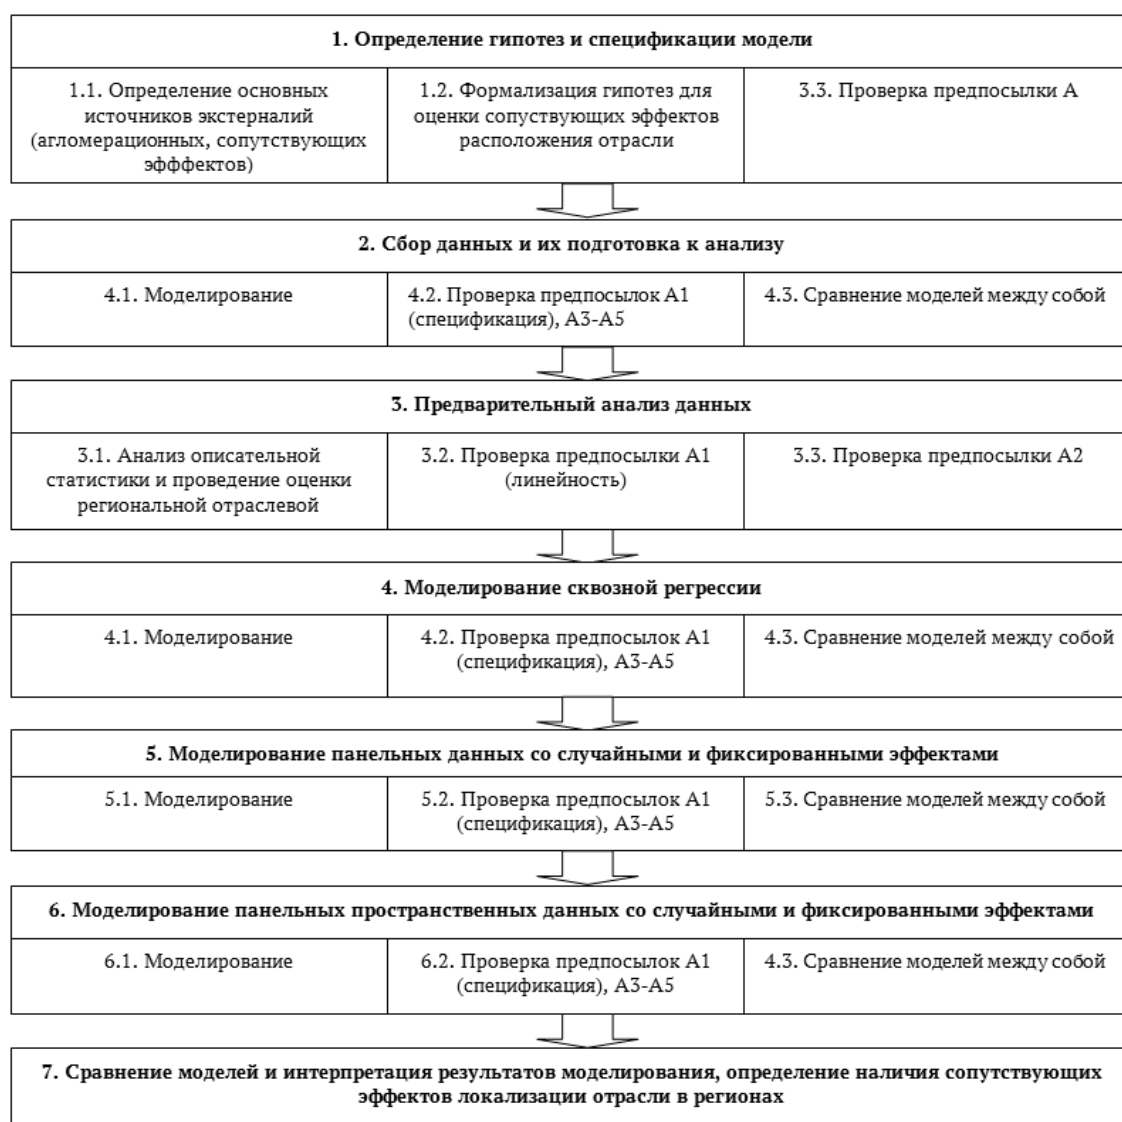 1. Определение гипотез и спецификации модели
1.1. Определение основных
источников экстерналий
(агломерационных, сопутствующих
эфффектов)
1.2. Формализация гипотез для
оценки сопуствующих эффектов
расположения отрасли
3.3. Проверка предпосылки А
2. Сбор данных и их подготовка к анализу
4.1. Моделирование
4.2. Проверка предпосылок А1
(спецификация), А3-А5
4.3. Сравнение моделей между собой
3. Предварительный анализ данных
3.1. Анализ описательной
статистики и проведение оценки
региональной отраслевой
3.2. Проверка предпосылки А1
(линейность)
3.3. Проверка предпосылки А2
4. Моделирование сквозной регрессии
4.1. Моделирование
4.2. Проверка предпосылок А1
(спецификация), А3-А5
4.3. Сравнение моделей между собой
5. Моделирование панельных данных со случайными и фиксированными эффектами
5.1. Моделирование
5.2. Проверка предпосылок А1
(спецификация), А3-А5
5.3. Сравнение моделей между собой
6. Моделирование панельных пространственных данных со случайными и фиксированными эффектами
6.1. Моделирование
6.2. Проверка предпосылок А1
(спецификация), А3-А5
4.3. Сравнение моделей между собой
7. Сравнение моделей и интерпретация результатов моделирования, определение наличия сопутствующих
эффектов локализации отрасли в регионах